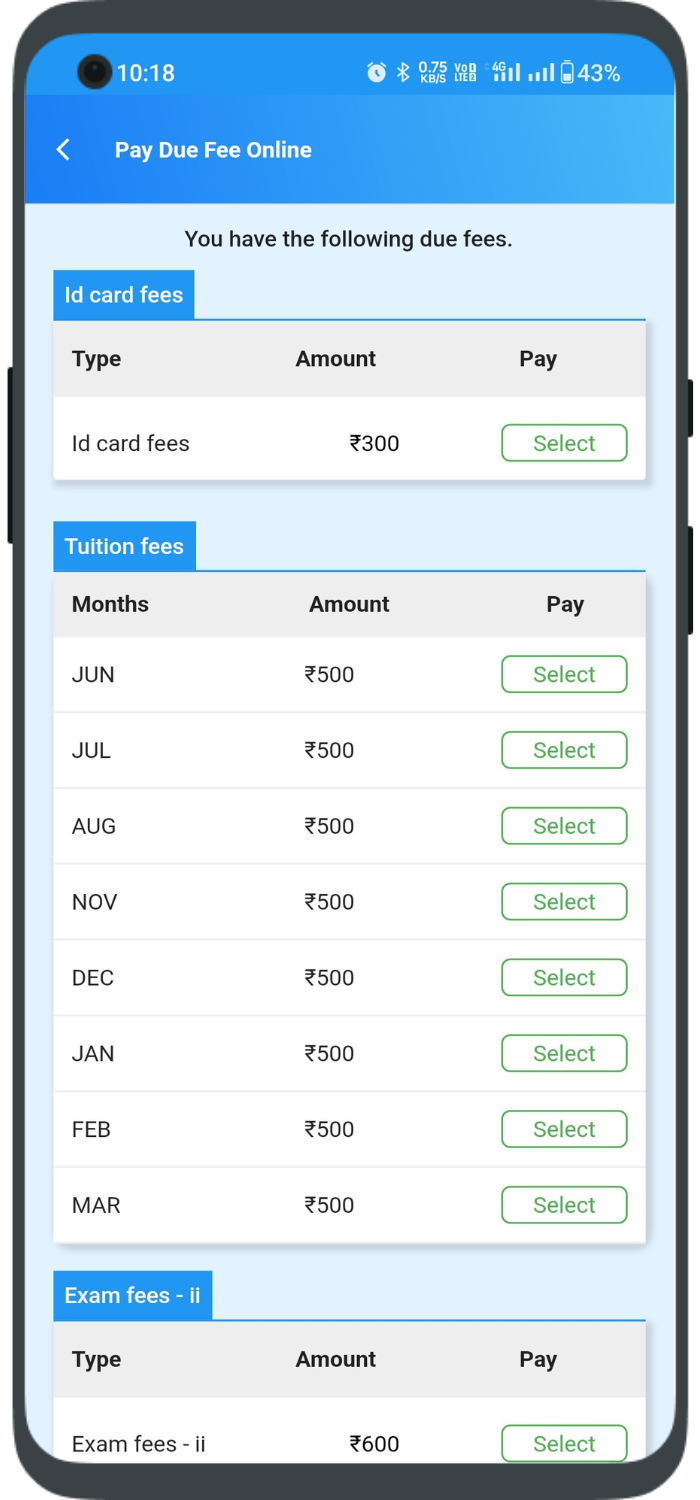 10:18 0.75 KB/S Vo LTE 4G 43%
Pay Due Fee Online
You have the following due fees.
Id card fees
Type Amount Pay
Id card fees ₹300 Select
Tuition fees
Months Amount Pay
JUN ₹500 Select
JUL ₹500 Select
AUG ₹500 Select
NOV ₹500 Select
DEC ₹500 Select
JAN ₹500 Select
FEB ₹500 Select
MAR ₹500 Select
Exam fees - ii
Type Amount Pay
Exam fees - ii ₹600 Select